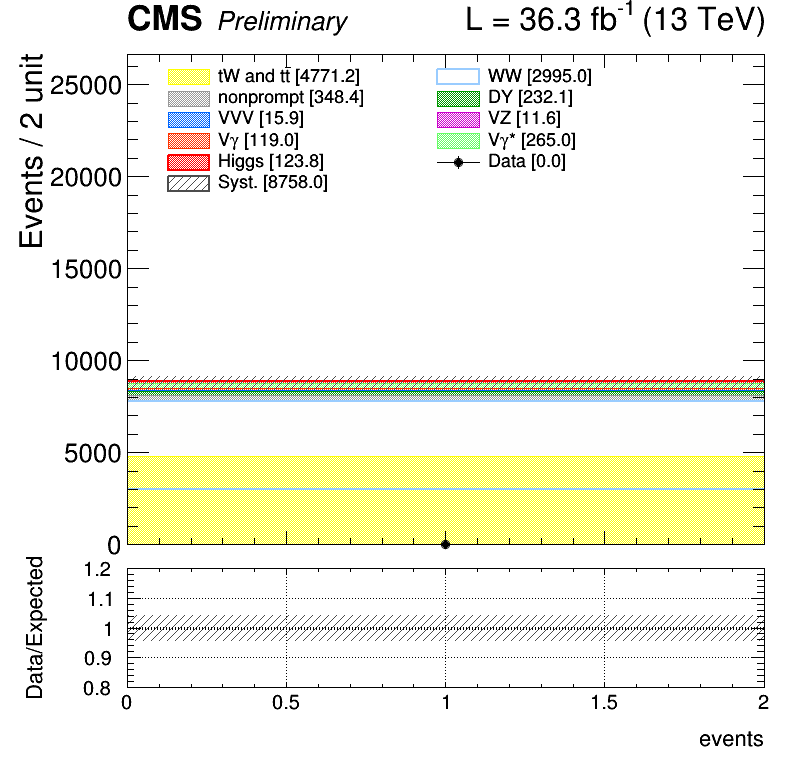 CMS Preliminary L = 36.3 fb⁻¹ (13 TeV)
Events / 2 unit
25000
20000
15000
10000
5000
0
tW and tt̄ [4771.2]
nonprompt [348.4]
VVV [15.9]
Vγ [119.0]
Higgs [123.8]
Syst. [8758.0]
WW [2995.0]
DY [232.1]
VZ [11.6]
Vγ* [265.0]
Data [0.0]
Data/Expected
1.2
1.1
1
0.9
0.8
0 0.5 1 1.5 2
events